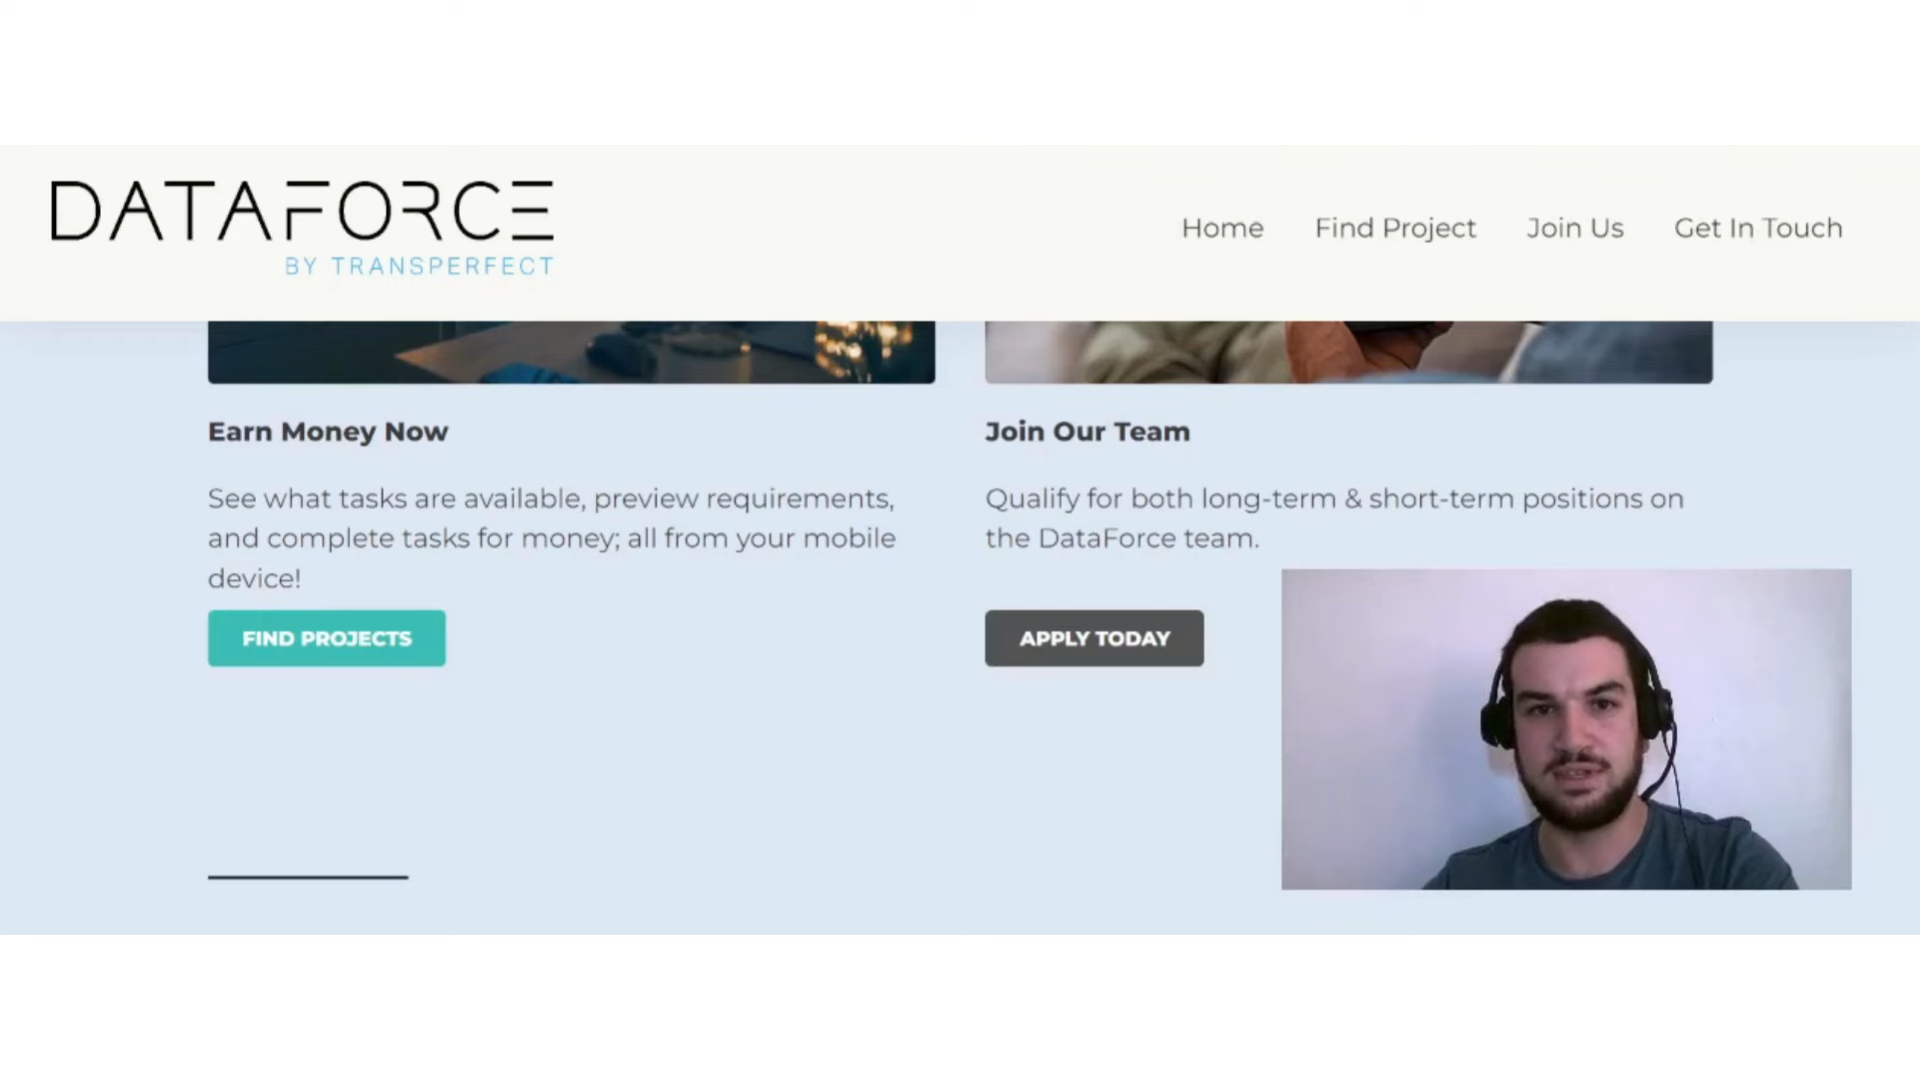 DATAFORCE
BY TRANSPERFECT
Home Find Project Join Us Get In Touch
Earn Money Now
See what tasks are available, preview requirements,
and complete tasks for money; all from your mobile
device!
FIND PROJECTS
Join Our Team
Qualify for both long-term & short-term positions on
the DataForce team.
APPLY TODAY